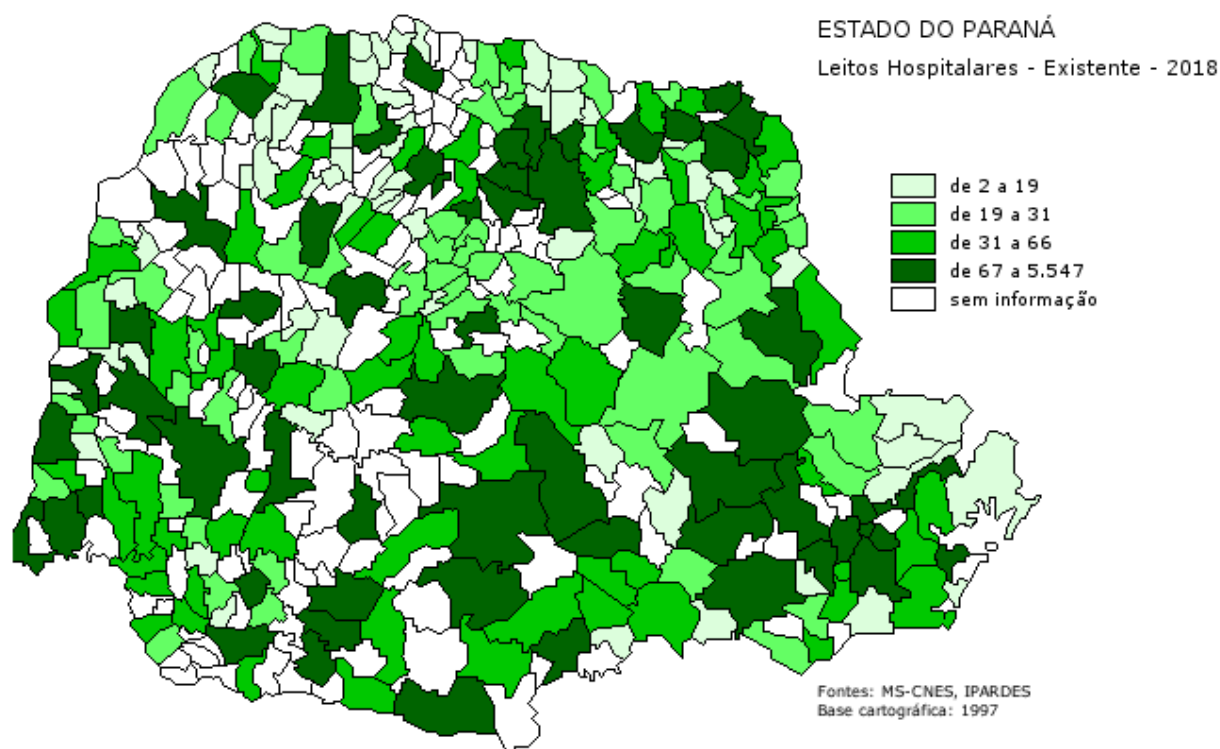 ESTADO DO PARANÁ
Leitos Hospitalares - Existente - 2018
de 2 a 19
de 19 a 31
de 31 a 66
de 67 a 5.547
sem informação
Fontes: MS-CNES, IPARDES
Base cartográfica: 1997